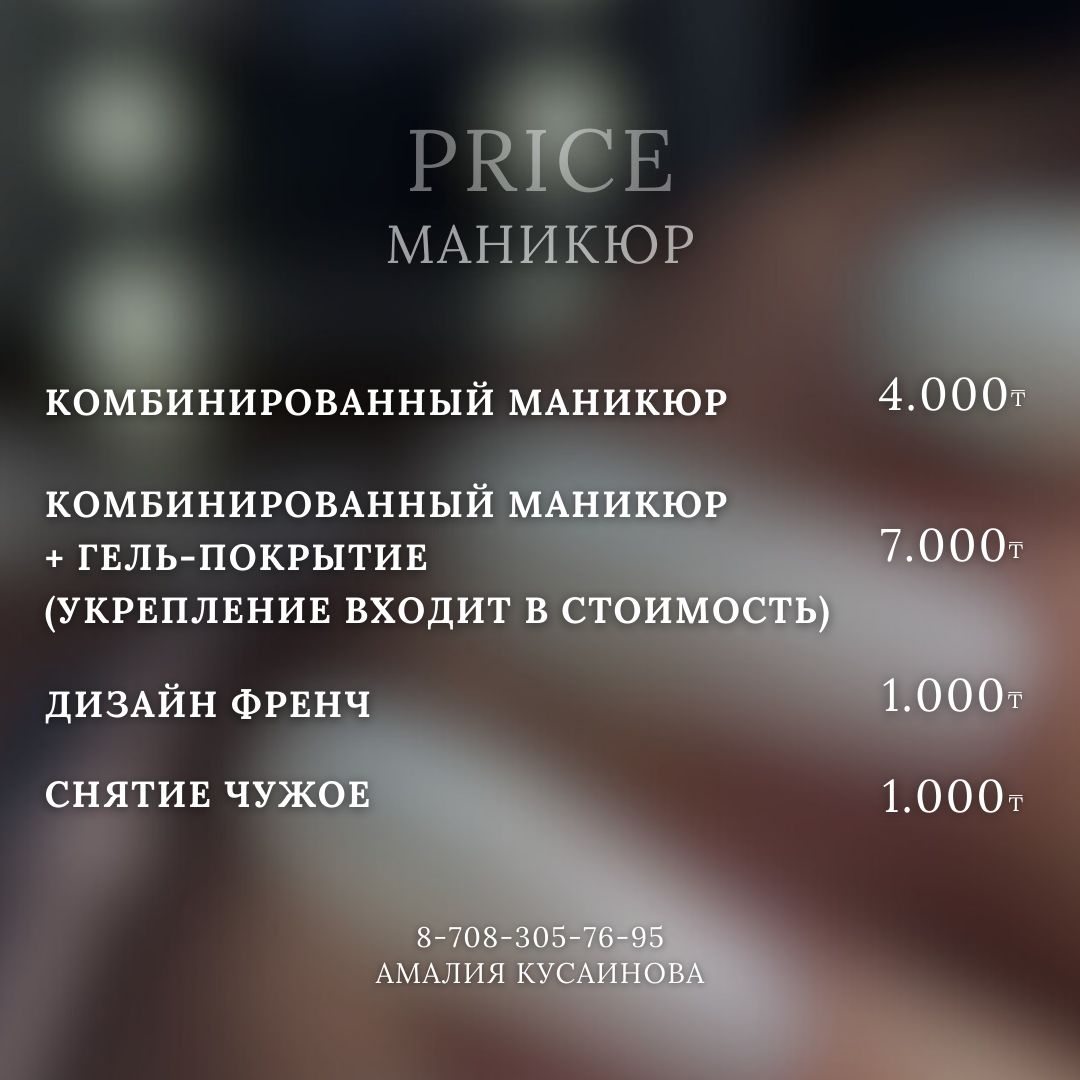 PRICE
МАНИКЮР
КОМБИНИРОВАННЫЙ МАНИКЮР 4.000₸
КОМБИНИРОВАННЫЙ МАНИКЮР
+ ГЕЛЬ-ПОКРЫТИЕ 7.000₸
(УКРЕПЛЕНИЕ ВХОДИТ В СТОИМОСТЬ)
ДИЗАЙН ФРЕНЧ 1.000₸
СНЯТИЕ ЧУЖОЕ 1.000₸
8-708-305-76-95
АМАЛИЯ КУСАИНОВА